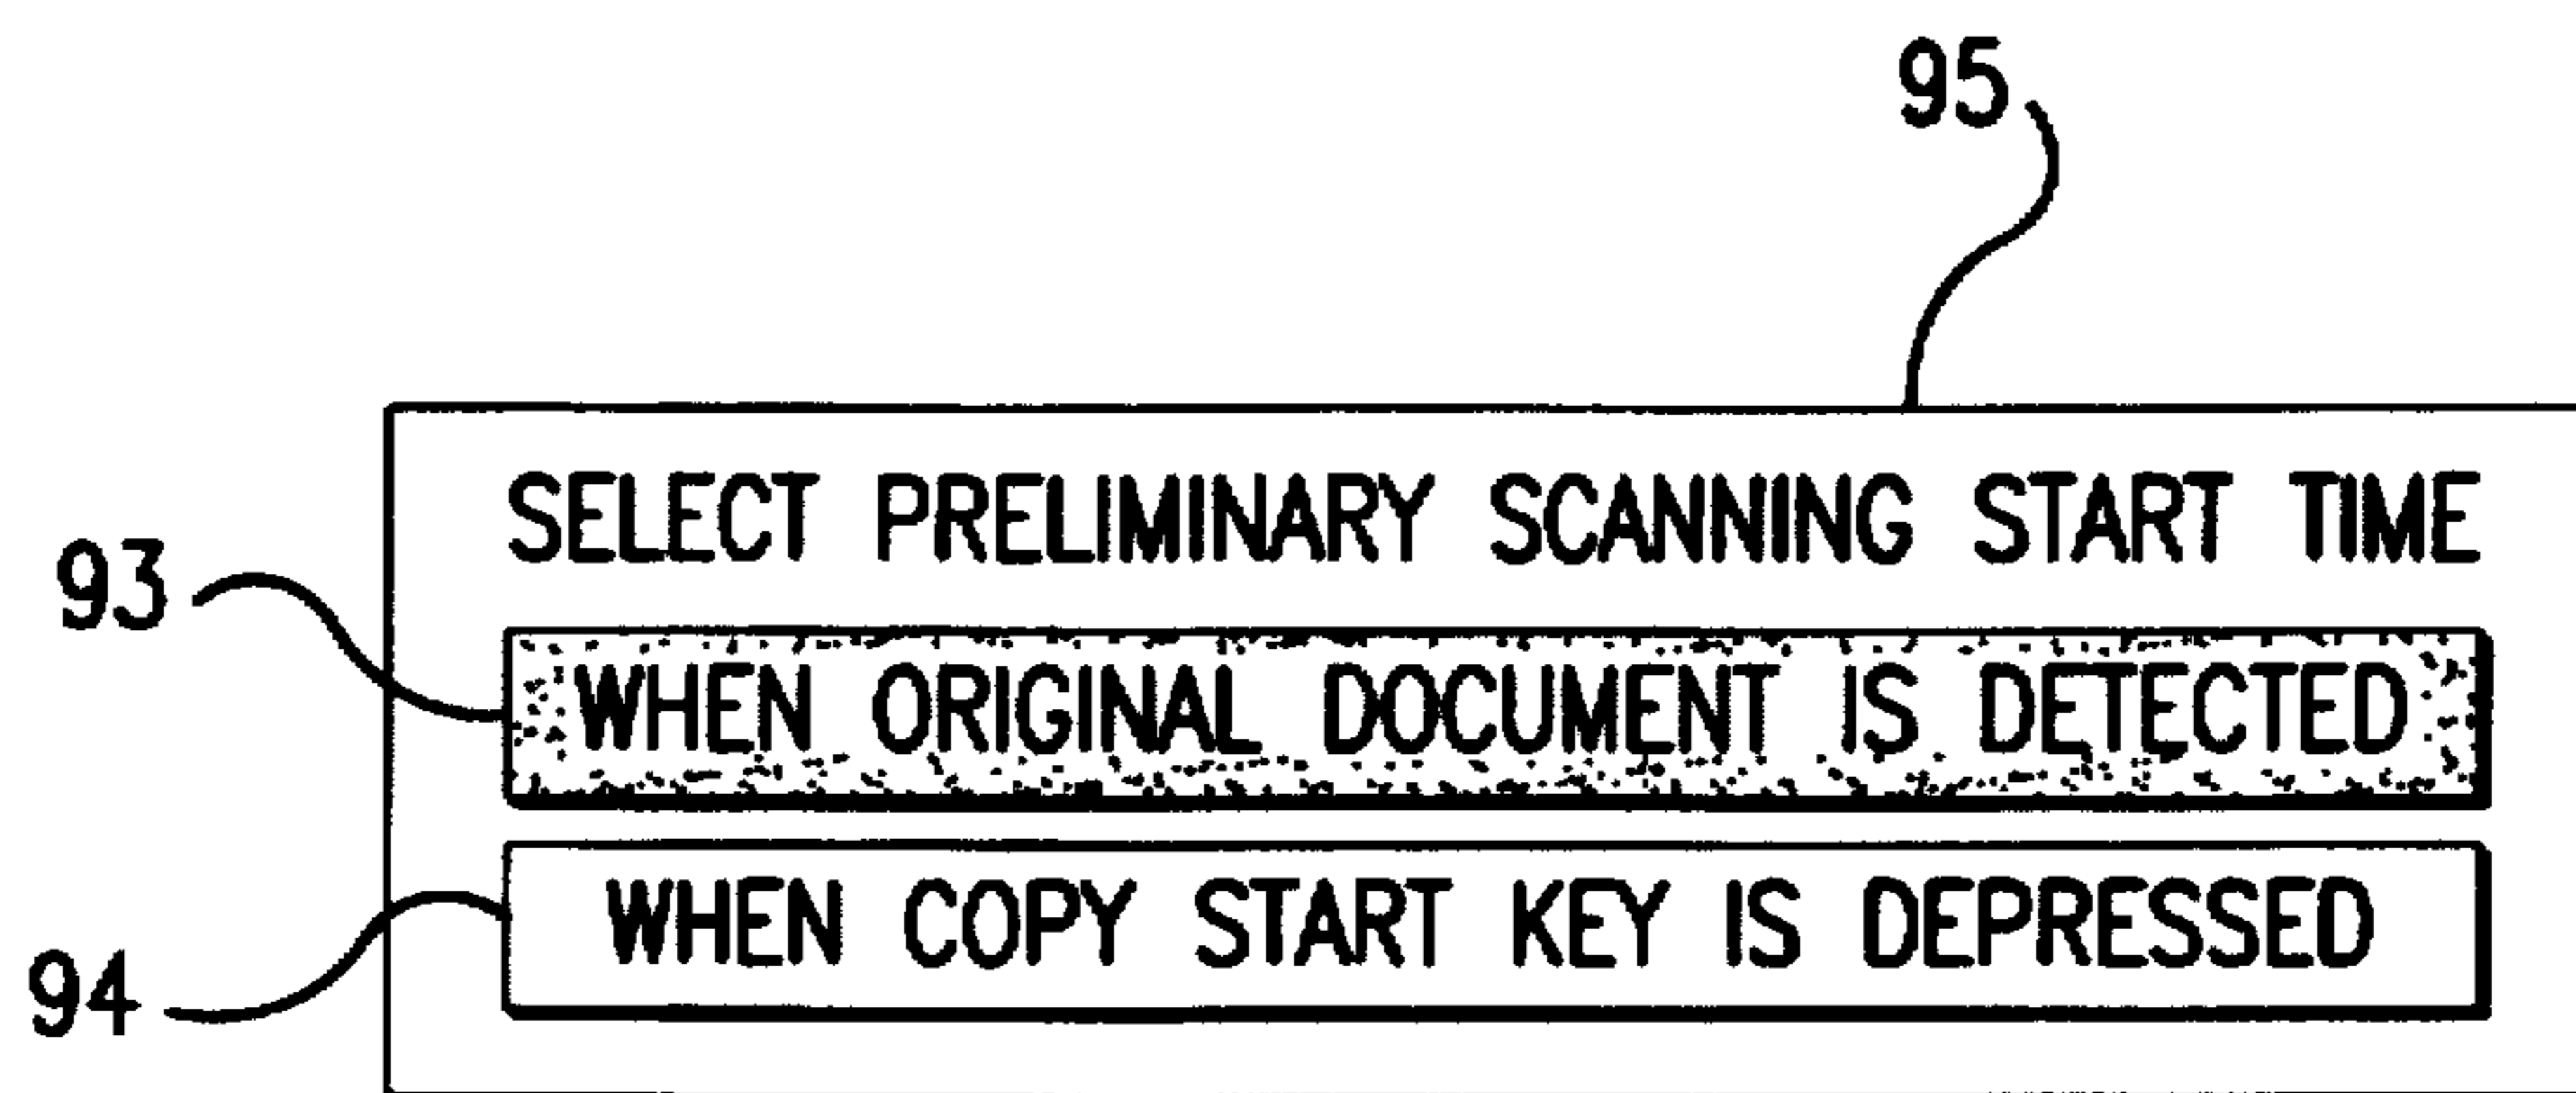 95
SELECT PRELIMINARY SCANNING START TIME
93
WHEN ORIGINAL DOCUMENT IS DETECTED
WHEN COPY START KEY IS DEPRESSED
94